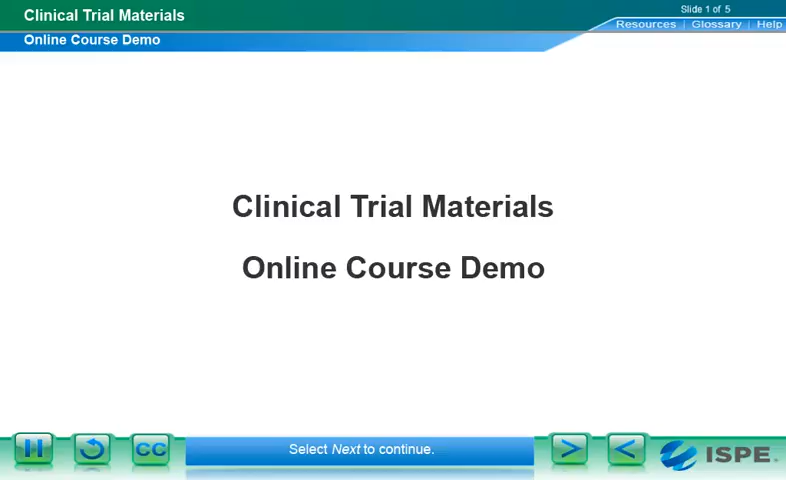 Clinical Trial Materials
Slide 1 of 5
Resources | Glossary | Help
Online Course Demo
Clinical Trial Materials
Online Course Demo
CC
Select Next to continue.
> <
ISPE